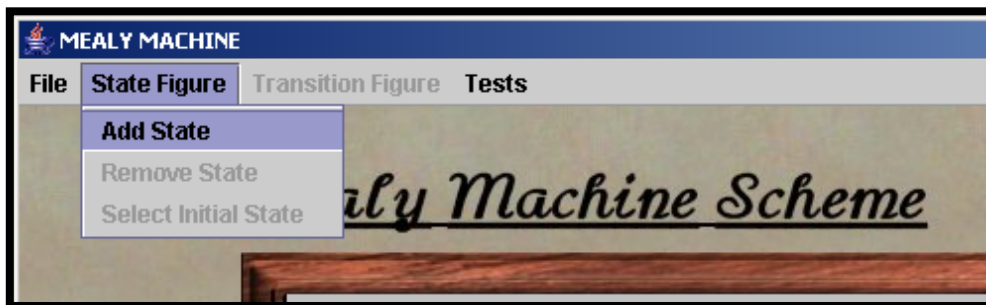 MEALY MACHINE
File State Figure Transition Figure Tests
Add State
Remove State
Select Initial State
aly Machine Scheme